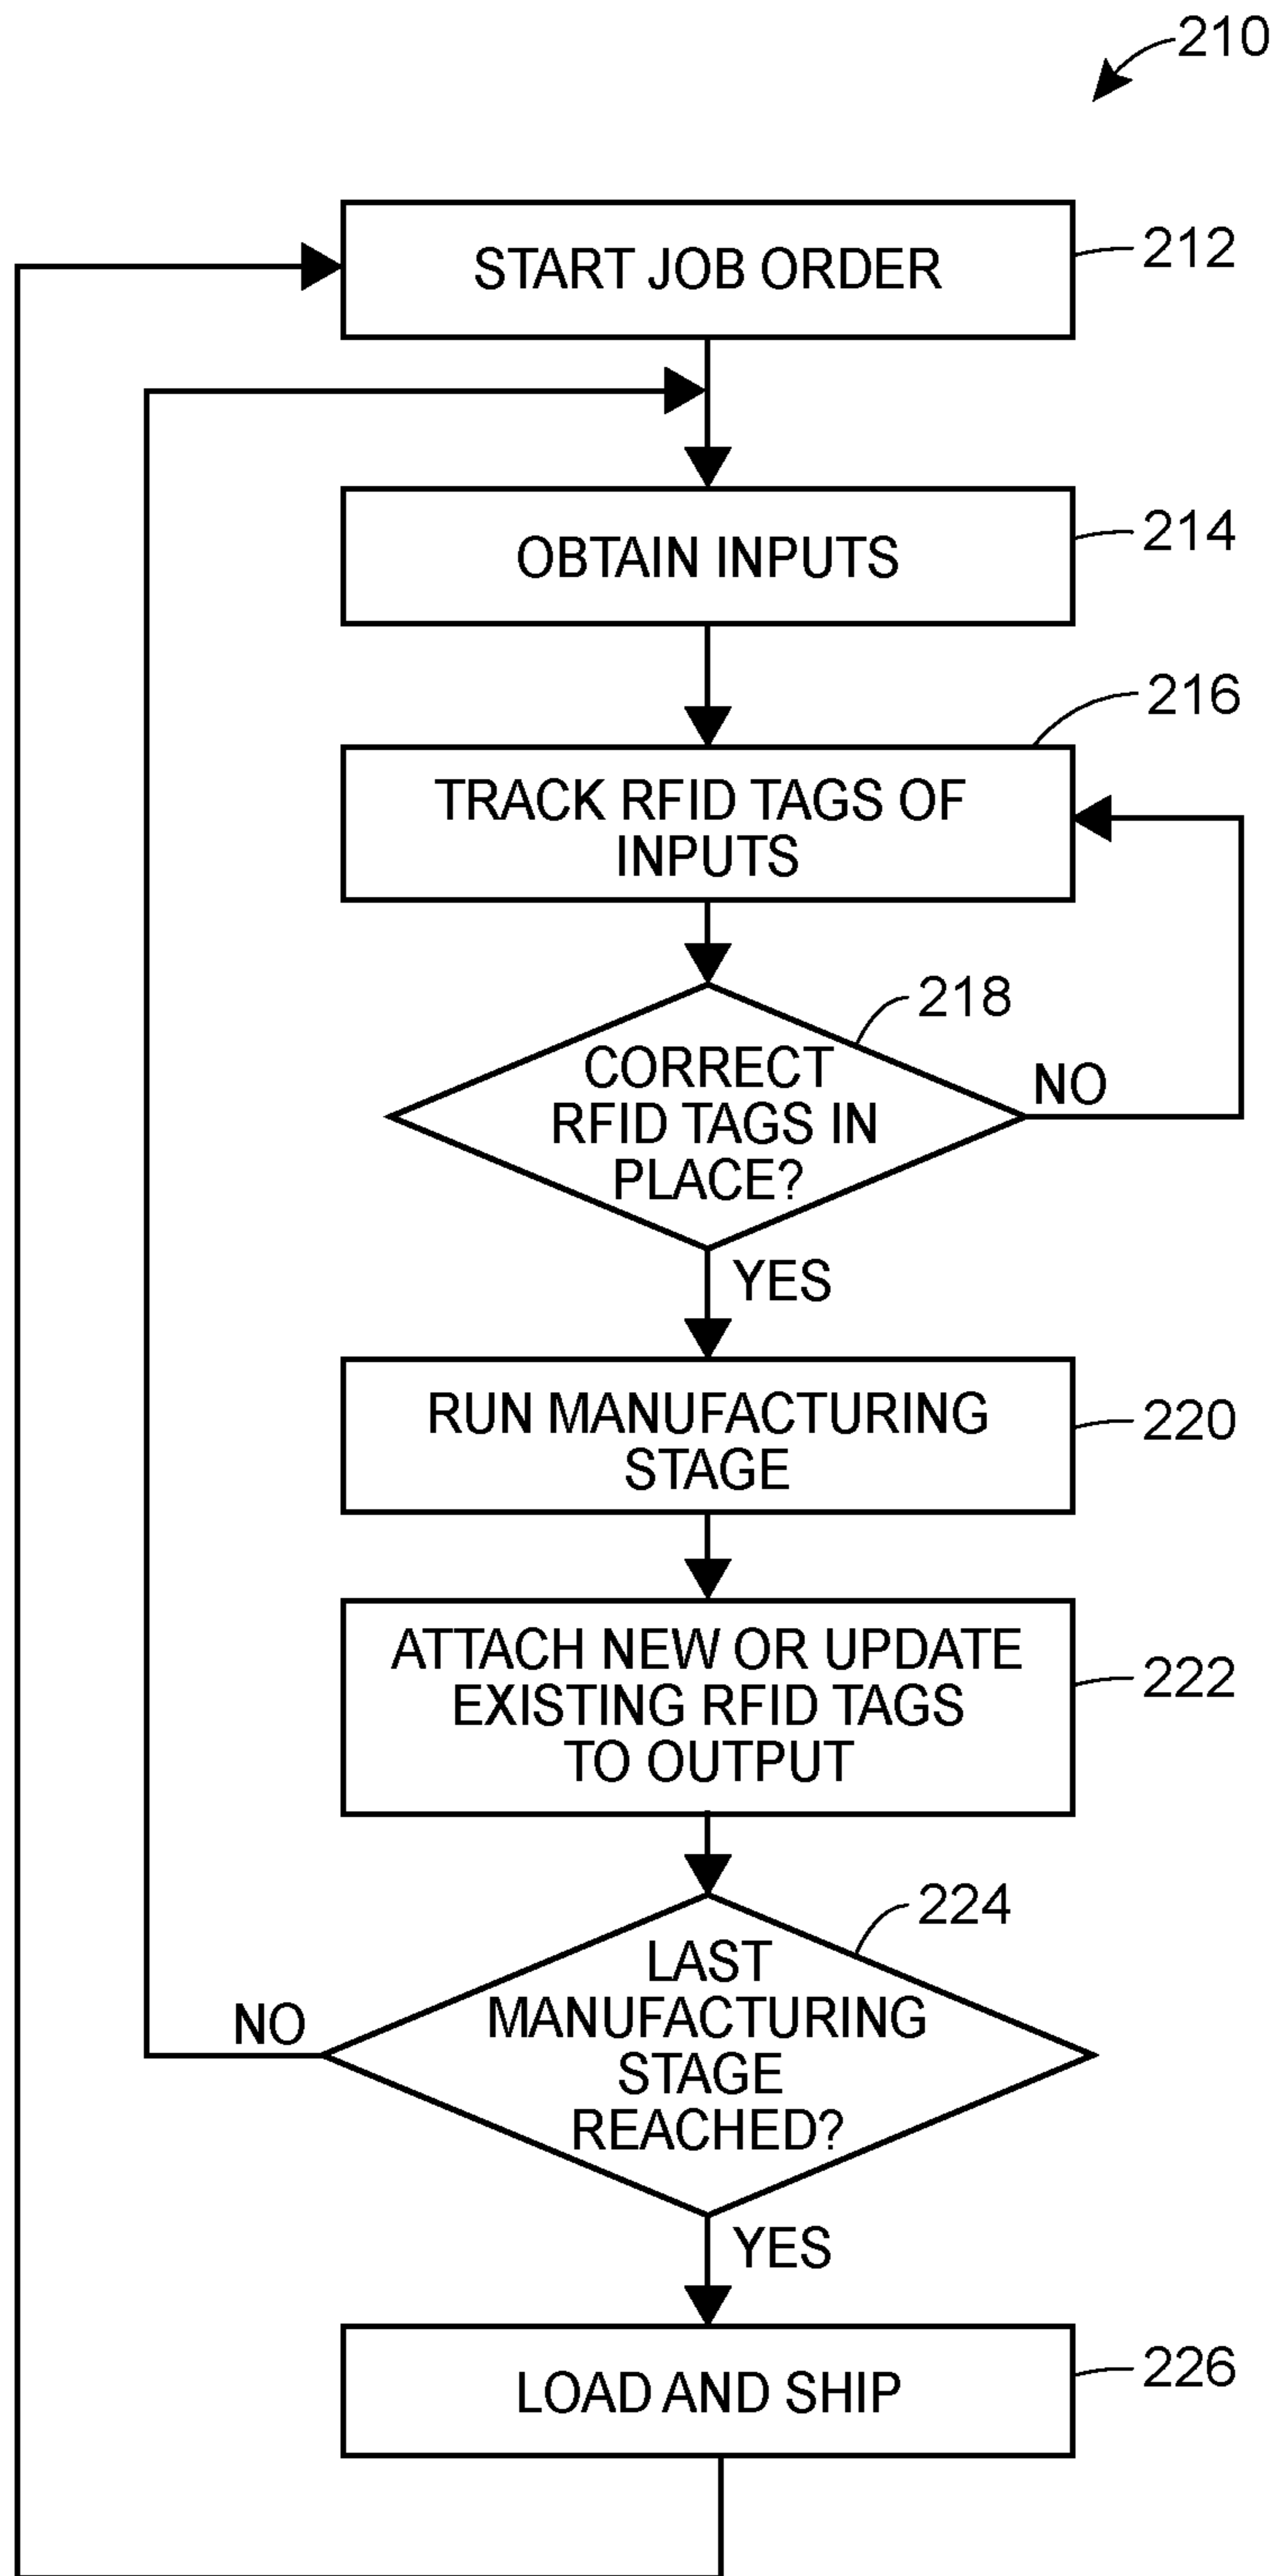 210
START JOB ORDER
212
OBTAIN INPUTS
214
216
TRACK RFID TAGS OF
INPUTS
218
CORRECT
RFID TAGS IN
PLACE?
NO
YES
RUN MANUFACTURING
STAGE
220
ATTACH NEW OR UPDATE
EXISTING RFID TAGS
TO OUTPUT
222
224
LAST
MANUFACTURING
STAGE
REACHED?
NO
YES
LOAD AND SHIP
226